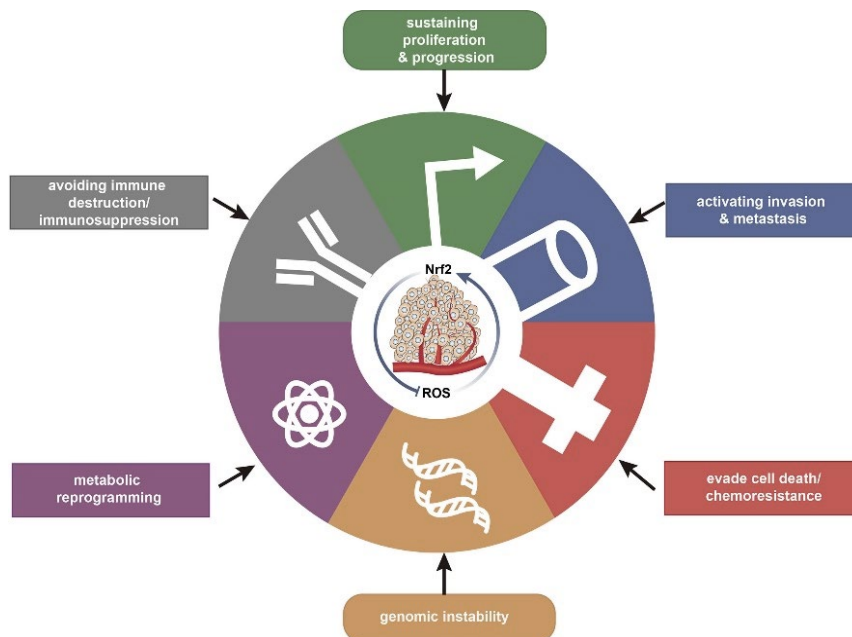 sustaining
proliferation
& progression
avoiding immune
destruction/
immunosuppression
activating invasion
& metastasis
Nrf2
ROS
metabolic
reprogramming
evade cell death/
chemoresistance
genomic instability